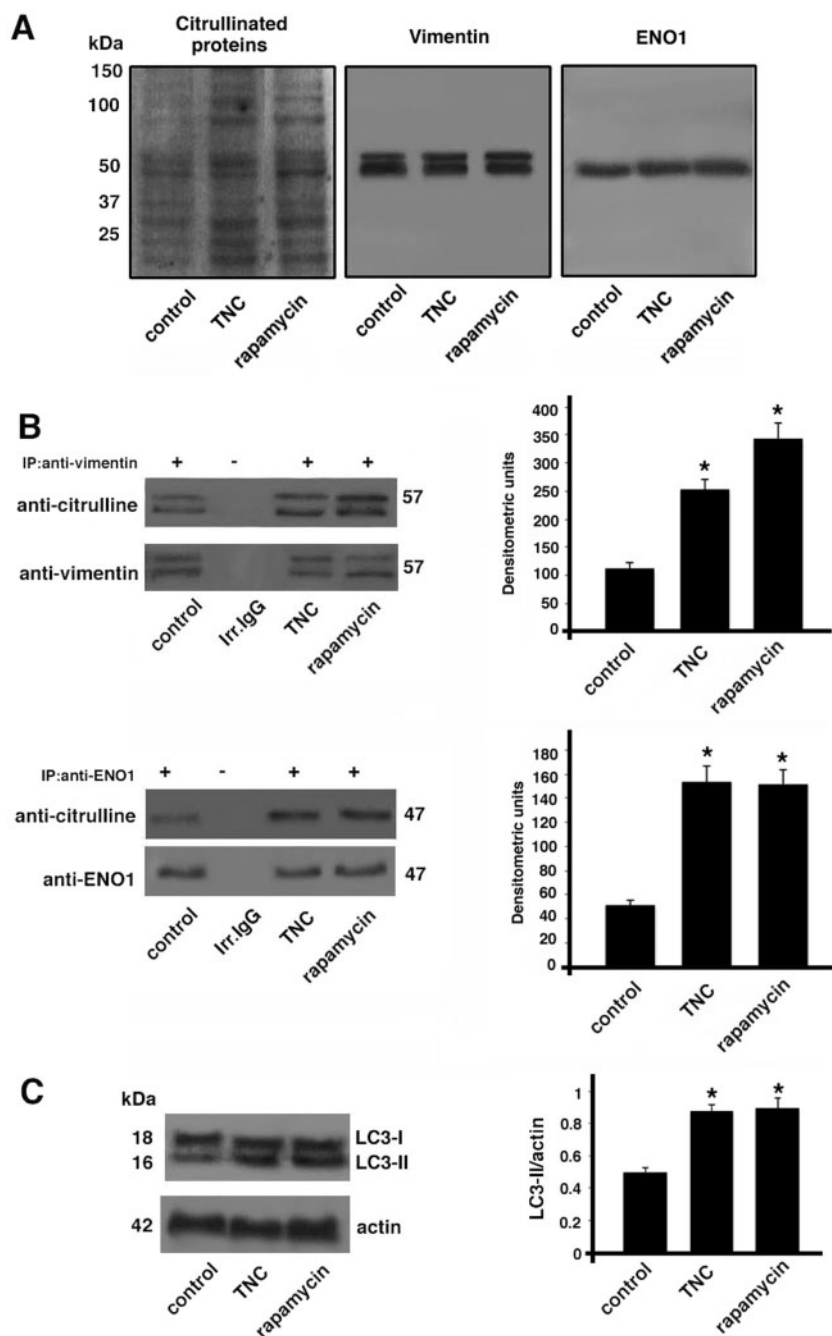 A
Citrullinated
proteins
Vimentin
ENO1
kDa
150
100
50
37
25
control
TNC
rapamycin
control
TNC
rapamycin
control
TNC
rapamycin
B
IP:anti-vimentin + - + +
anti-citrulline 57
anti-vimentin 57
control
Irr.IgG
TNC
rapamycin
Densitometric units
400
350
300
250
200
150
110
100
50
0
*
*
control
TNC
rapamycin
IP:anti-ENO1 + - + +
anti-citrulline 47
anti-ENO1 47
control
Irr.IgG
TNC
rapamycin
Densitometric units
180
160
140
120
100
80
60
40
20
0
*
*
control
TNC
rapamycin
C
kDa
18 LC3-I
16 LC3-II
42 actin
control
TNC
rapamycin
LC3-II/actin
1
0.8
0.6
0.4
0.2
0
*
*
control
TNC
rapamycin